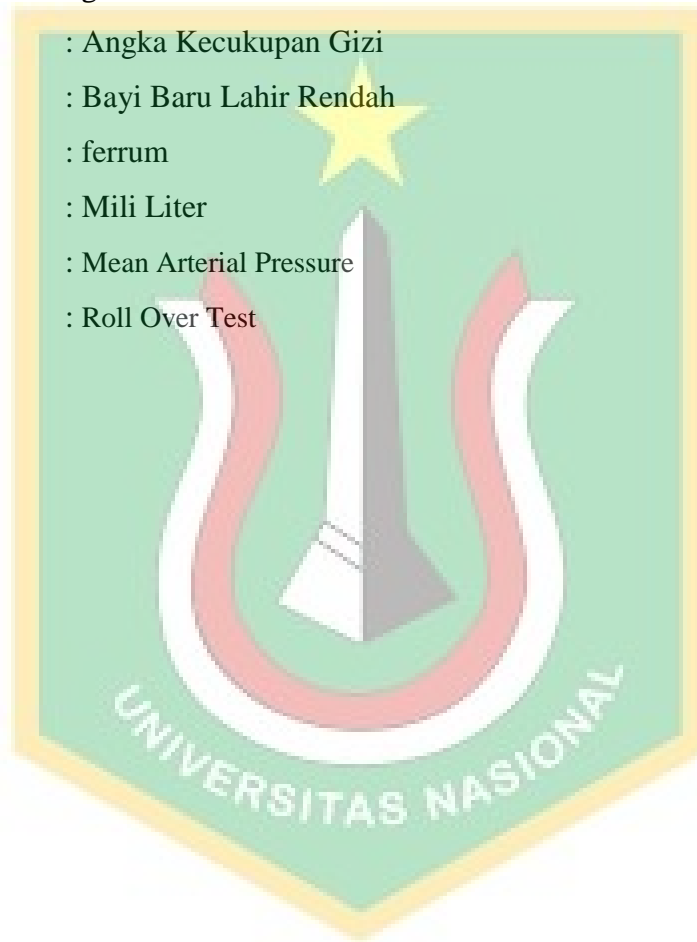 : Angka Kecukupan Gizi
: Bayi Baru Lahir Rendah
: ferrum
: Mili Liter
: Mean Arterial Pressure
: Roll Over Test
UNIVERSITAS NASIONAL